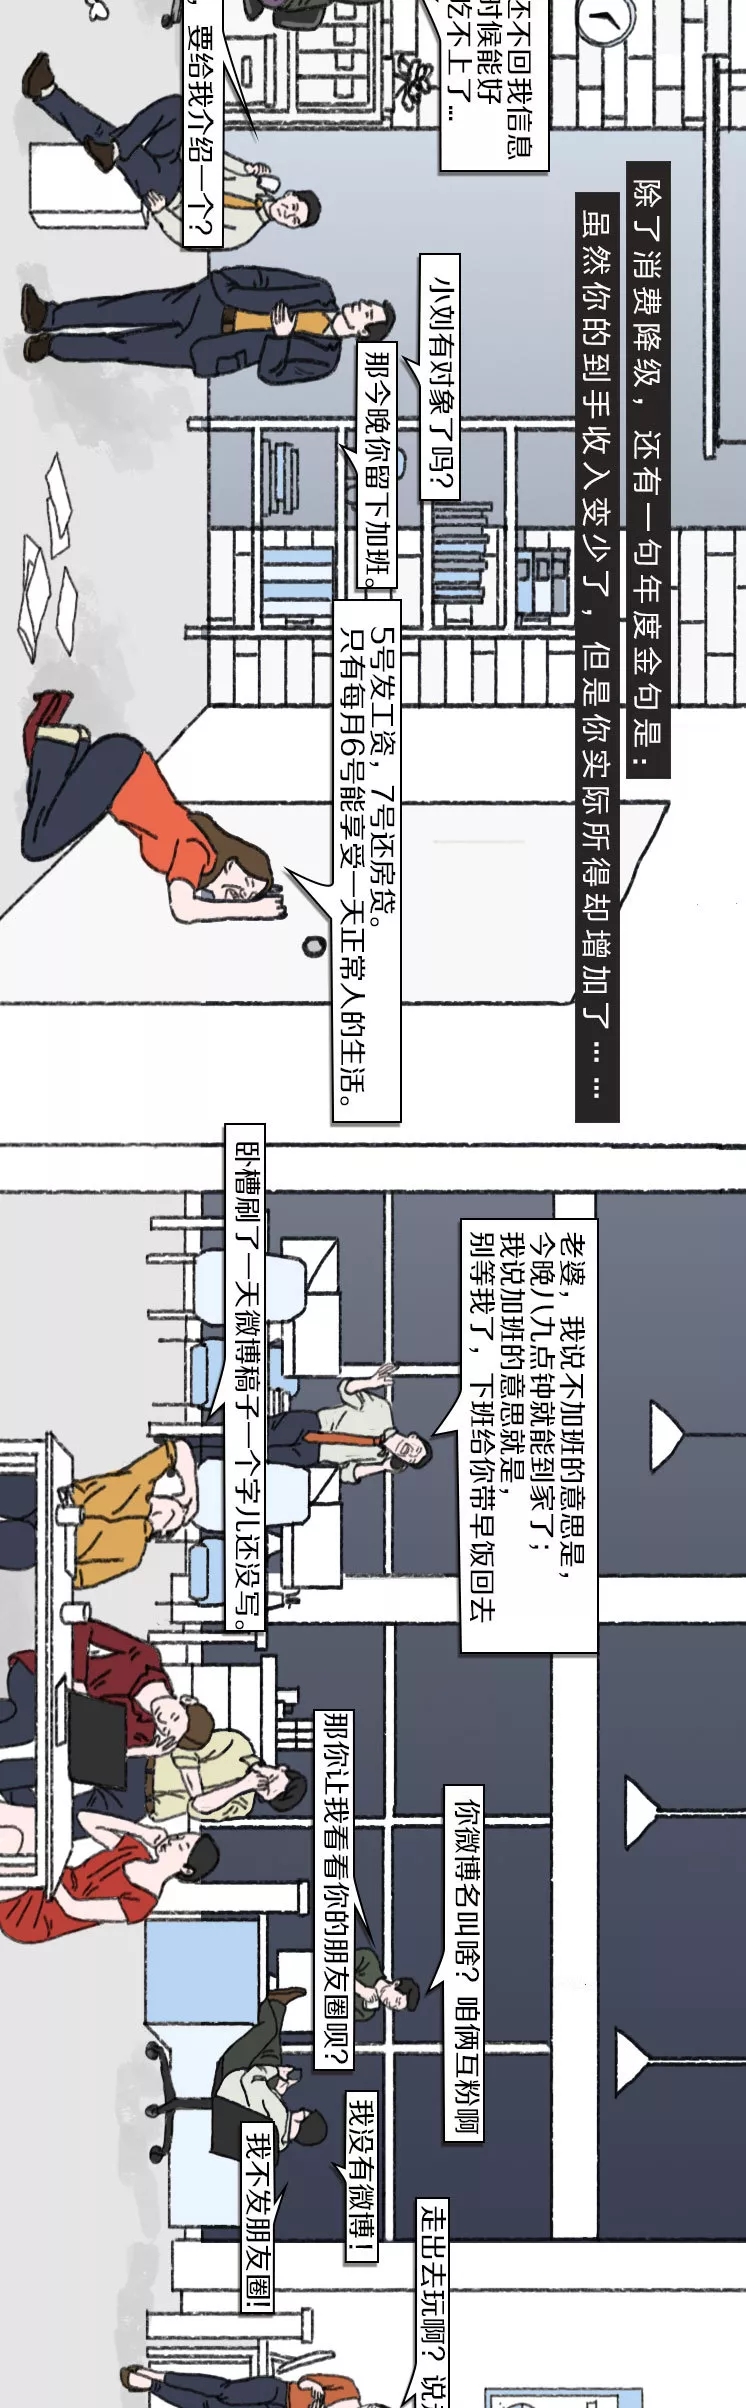 还不回我信息
时候能好
吃不上了…
，要给我介绍一个？
除了消费降级，还有一句年度金句是：
虽然你的到手收入变少了，但是你实际所得却增加了……
小刘有对象了吗？
那今晚你留下加班。
5号发工资，7号还房贷。
只有每月6号能享受一天正常人的生活。
老婆，我说不加班的意思是，
今晚八九点钟就能到家了；
我说加班的意思就是，
别等我了，下班给你带早饭回去
卧槽刷了一天微博稿子一个字儿还没写。
你微博名叫啥？咱俩互粉啊
那你让我看看你的朋友圈呗？
我没有微博！
我不发朋友圈！
走出去玩啊？说